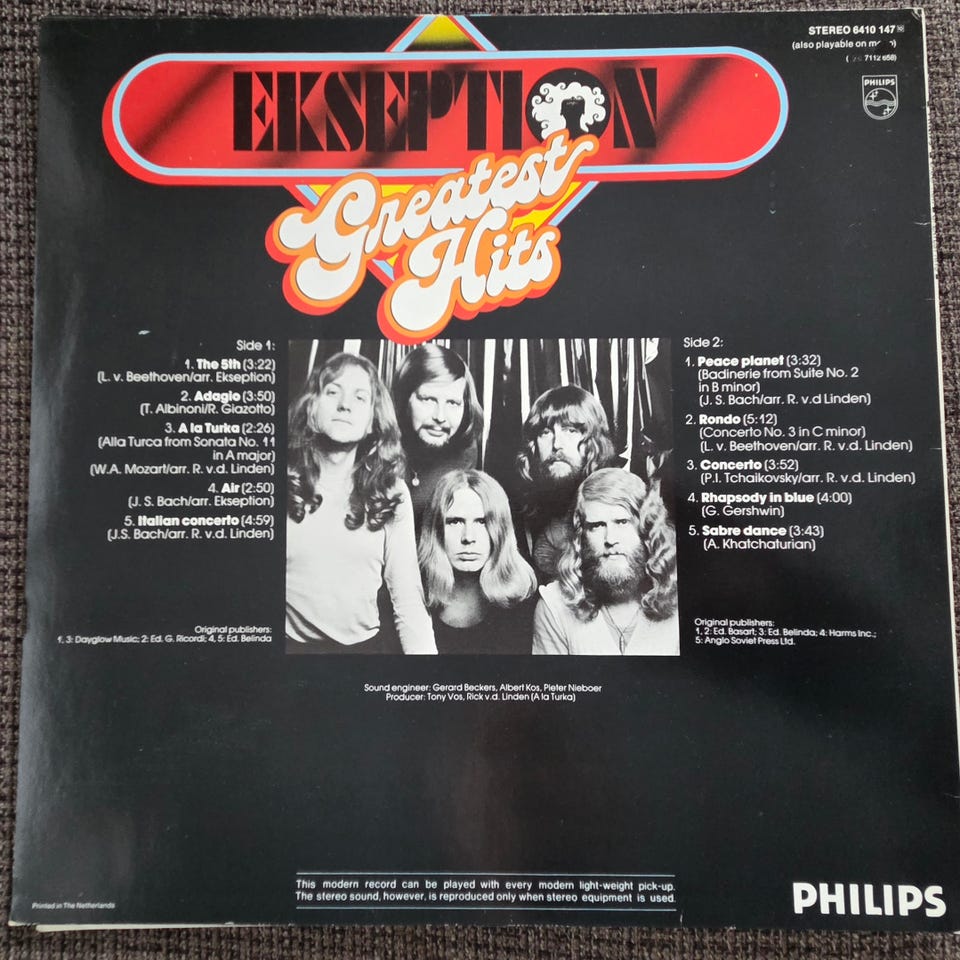 STEREO 6410 147
(also playable on
7112 658)
PHILIPS
EKSEPTION
Greatest
Hits
Side 1:
1. The 5th (3:22)
(L. v. Beethoven/arr. Ekseption)
2. Adagio (3:50)
(T. Albinoni/R. Giazotto)
3. A la Turka (2:26)
(Alla Turca from Sonata No. 11
in A major)
(W.A. Mozart/arr. R v.d. Linden)
4. Air (2:50)
(J. S. Bach/arr. Ekseption)
5. Italian concerto (4:59)
(J.S. Bach/arr. R. v.d. Linden)
Original publishers:
1, 3: Dayglow Music; 2: Ed. G. Ricordi; 4, 5: Ed. Belinda
Side 2:
1. Peace planet (3:32)
(Badinerie from Suite No. 2
in B minor)
(J. S. Bach/arr. R. v.d Linden)
2. Rondo (5:12)
(Concerto No. 3 in C minor)
(L. v. Beethoven/arr. R. v.d. Linden)
3. Concerto (3:52)
(P.I. Tchaikovsky/arr. R v.d. Linden)
4. Rhapsody in blue (4:00)
(G. Gershwin)
5. Sabre dance (3:43)
(A. Khatchaturian)
Original publishers:
1, 2: Ed. Basart; 3: Ed. Belinda; 4: Harms Inc.;
5: Anglo Soviet Press Ltd.
Sound engineer: Gerard Beckers, Albert Kos, Pieter Nieboer
Producer: Tony Vos, Rick v.d. Linden (A la Turka)
This modern record can be played with every modern light-weight pick-up.
The stereo sound, however, is reproduced only when stereo equipment is used.
Printed in The Netherlands
PHILIPS